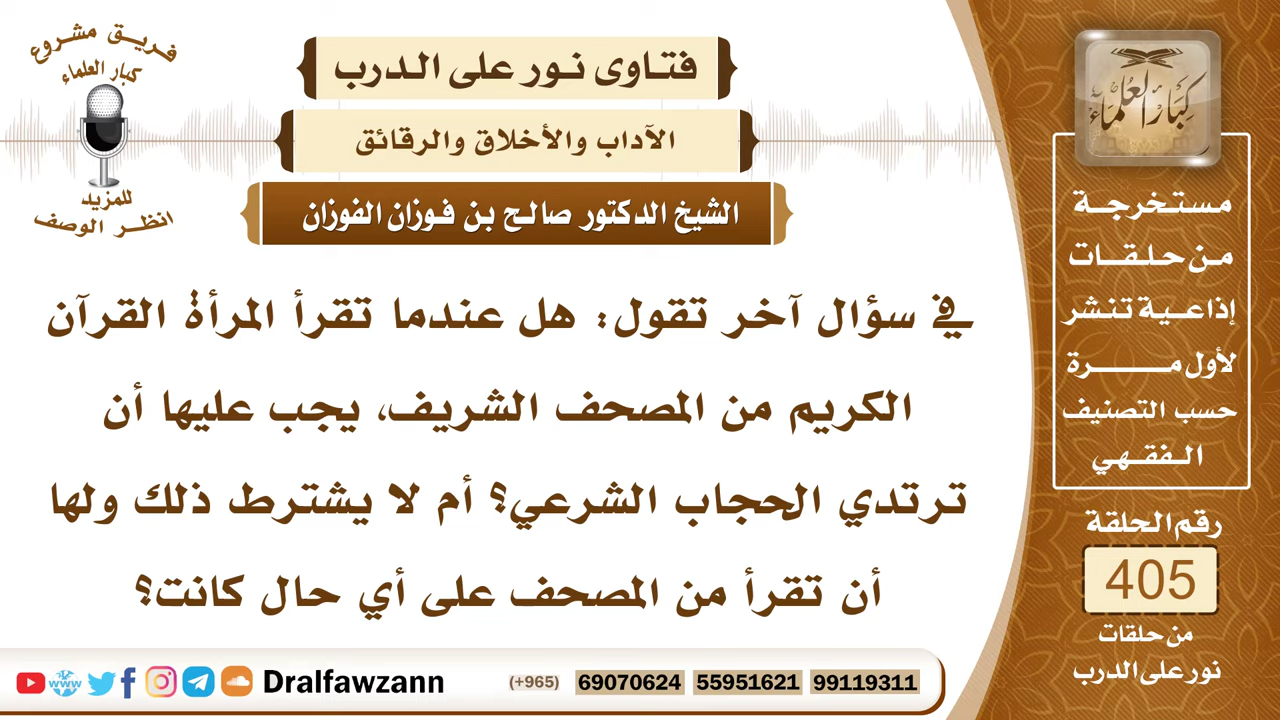 فريق مشروع
كبار العلماء
للمزيد
انظر الوصف
فتاوى نور على الدرب
الآداب والأخلاق والرقائق
الشيخ الدكتور صالح بن فوزان الفوزان
في سؤال آخر تقول: هل عندما تقرأ المرأة القرآن
الكريم من المصحف الشريف، يجب عليها أن
ترتدي الحجاب الشرعي؟ أم لا يشترط ذلك ولها
أن تقرأ من المصحف على أي حال كانت؟
كبار العلماء
مستخرجة
من حلقات
إذاعية تنشر
لأول مرة
حسب التصنيف
الفقهي
رقم الحلقة
405
من حلقات
نور على الدرب
www Dralfawzann (+965) 69070624 55951621 99119311